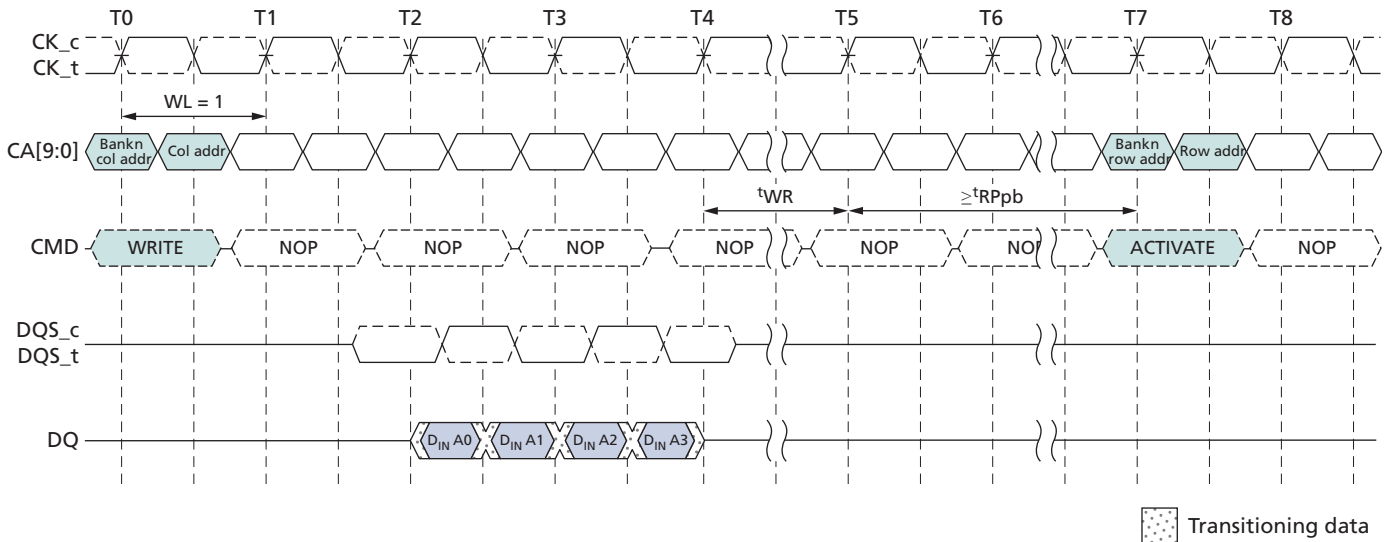 T0 T1 T2 T3 T4 T5 T6 T7 T8
CK_c
CK_t
WL = 1
CA[9:0]
Bankn
col addr
Col addr
Bankn
row addr
Row addr
tWR
≥tRPpb
CMD
WRITE NOP NOP NOP NOP NOP NOP ACTIVATE NOP
DQS_c
DQS_t
DQ
DIN A0 DIN A1 DIN A2 DIN A3
Transitioning data